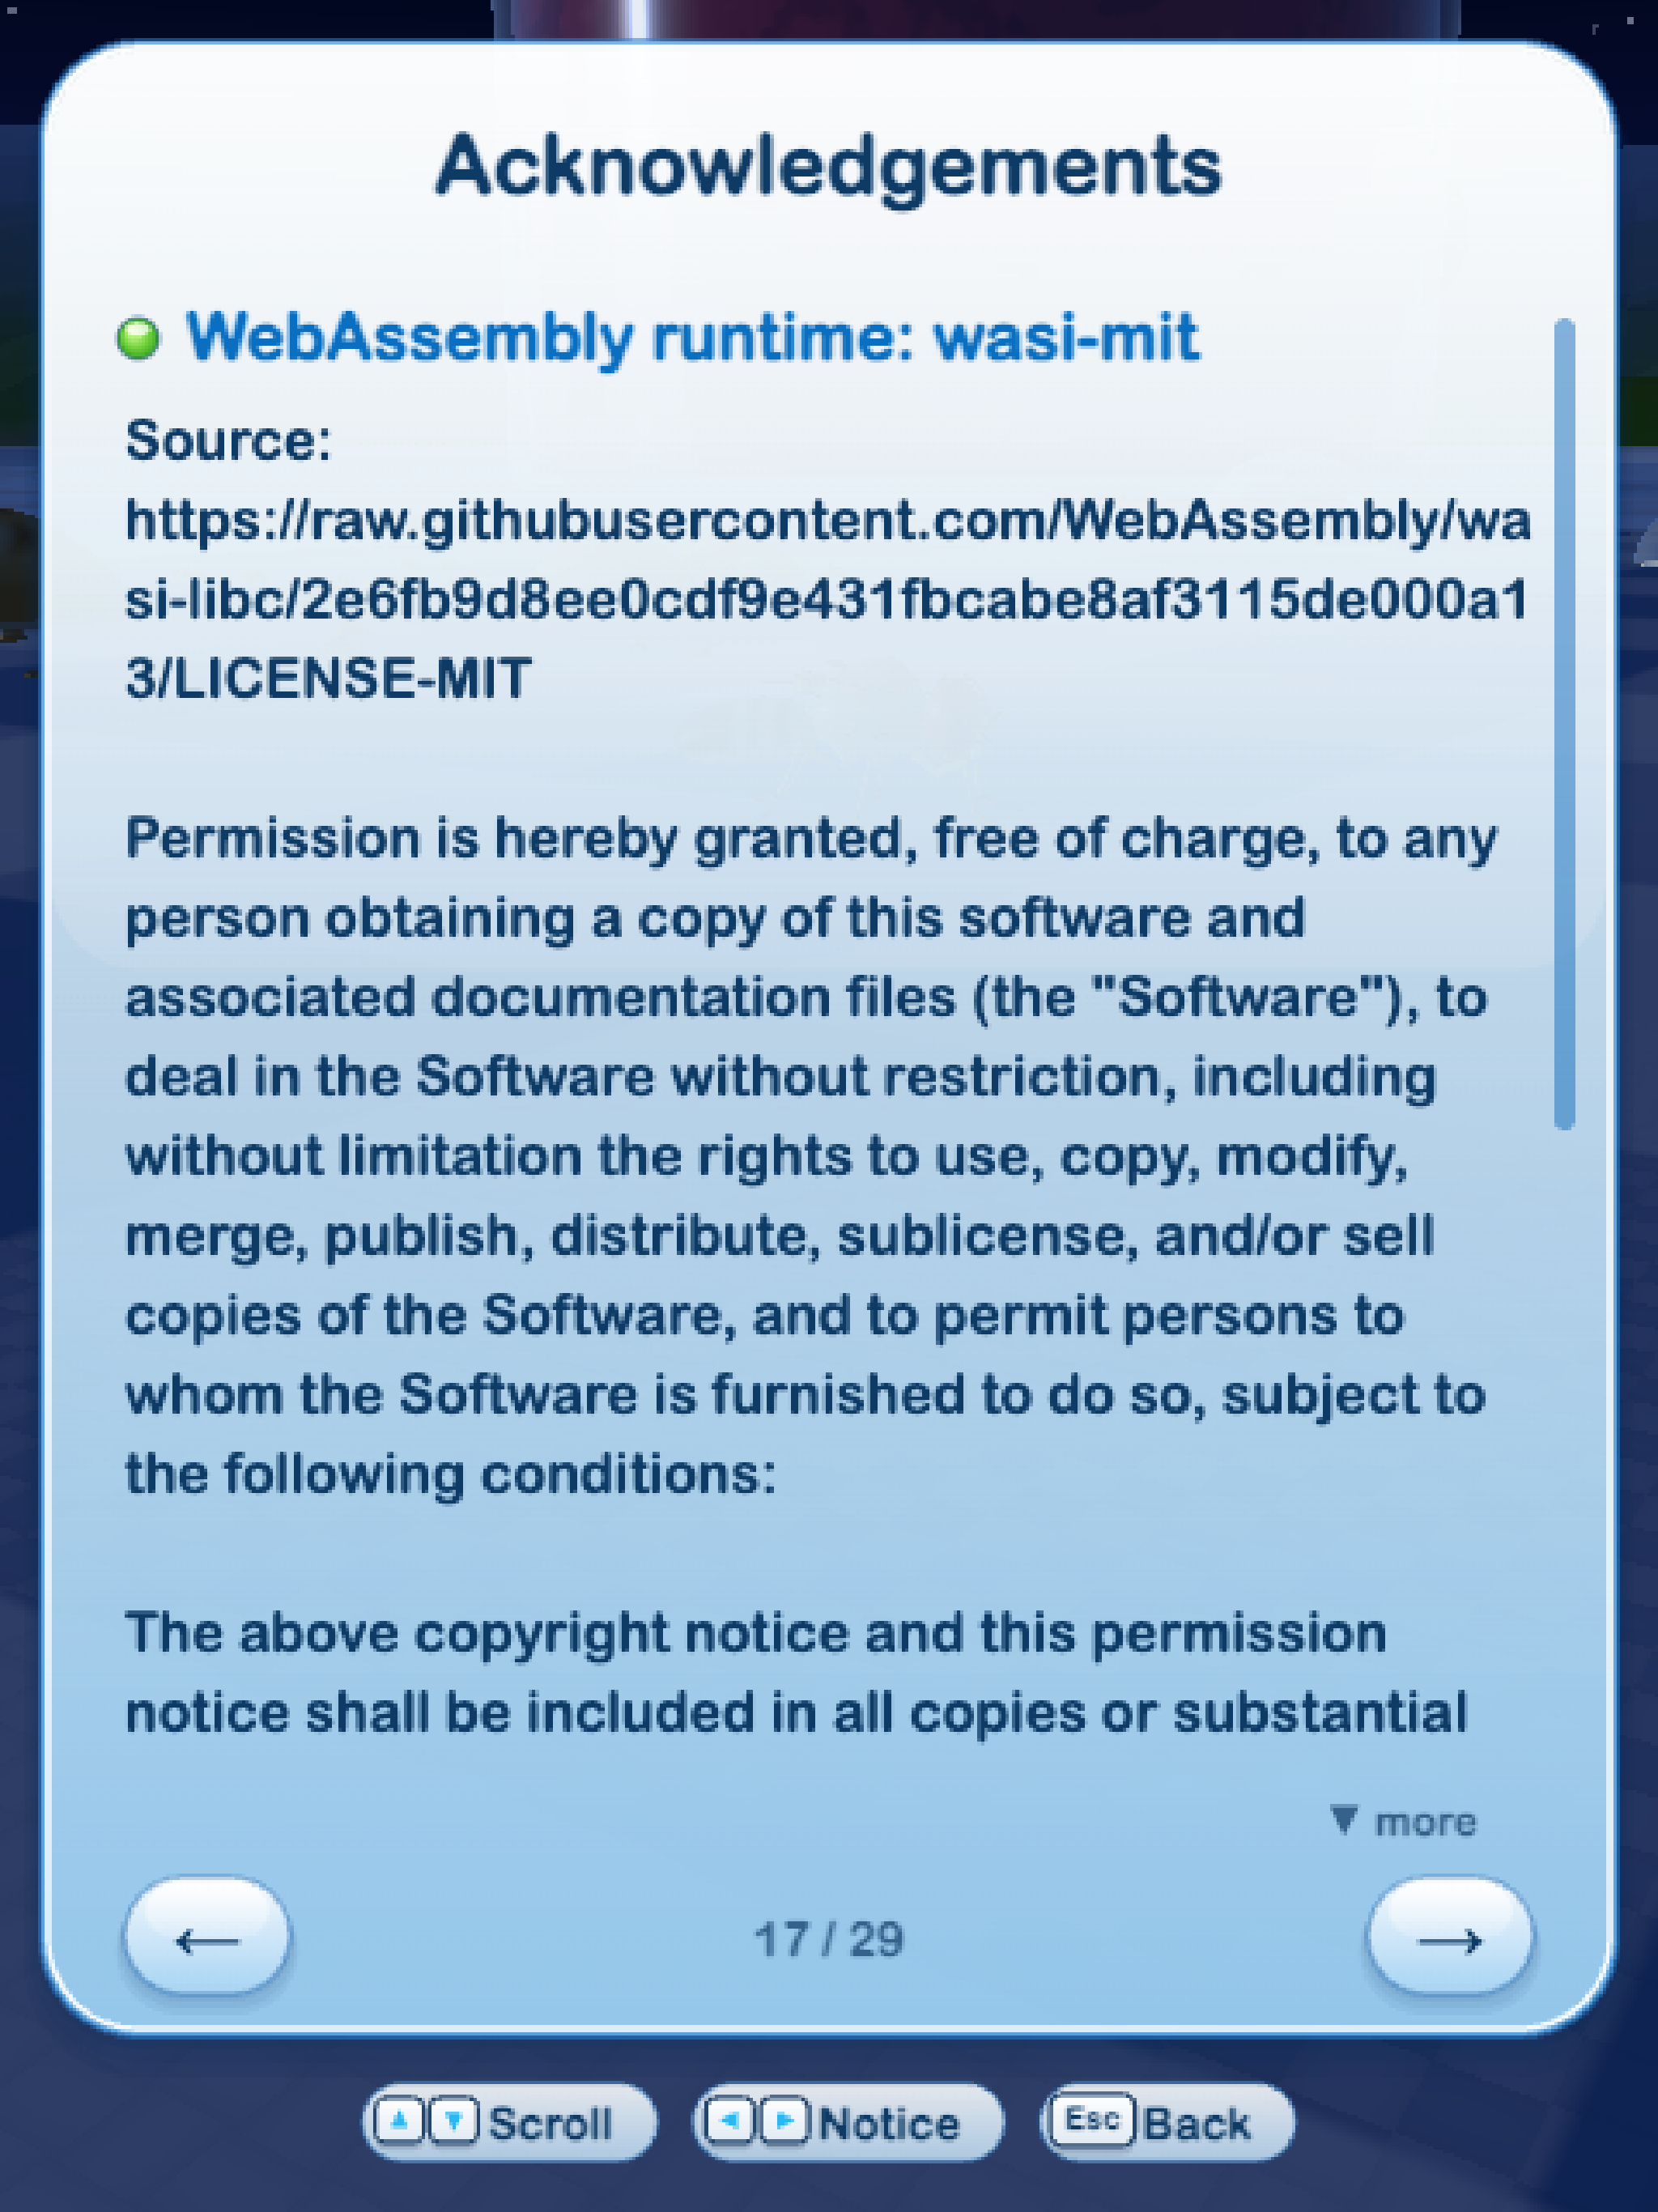 Acknowledgements
WebAssembly runtime: wasi-mit
Source:
https://raw.githubusercontent.com/WebAssembly/wa
si-libc/2e6fb9d8ee0cdf9e431fbcabe8af3115de000a1
3/LICENSE-MIT
Permission is hereby granted, free of charge, to any
person obtaining a copy of this software and
associated documentation files (the "Software"), to
deal in the Software without restriction, including
without limitation the rights to use, copy, modify,
merge, publish, distribute, sublicense, and/or sell
copies of the Software, and to permit persons to
whom the Software is furnished to do so, subject to
the following conditions:
The above copyright notice and this permission
notice shall be included in all copies or substantial
▼ more
← 17 / 29 →
▲ ▼ Scroll ◄ ► Notice Esc Back